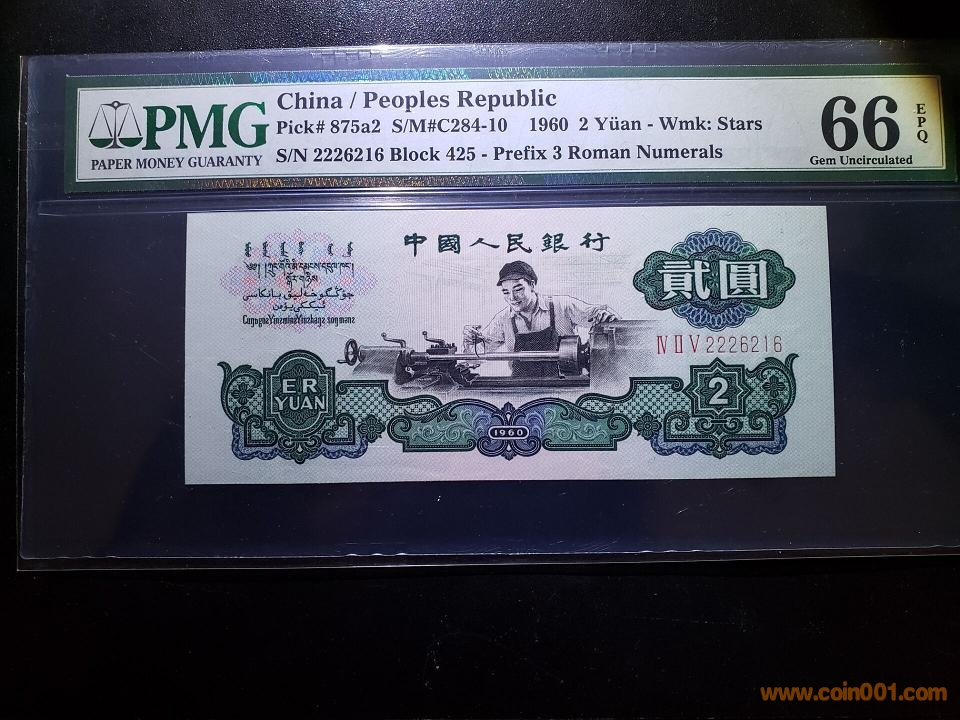 PMG
PAPER MONEY GUARANTY
China / Peoples Republic
Pick# 875a2 S/M#C284-10 1960 2 Yüan - Wmk: Stars
S/N 2226216 Block 425 - Prefix 3 Roman Numerals
66 EPQ
Gem Uncirculated
中國人民銀行
貳圓
IV II V 2226216
ER
YUAN
2
1960
www.coin001.com